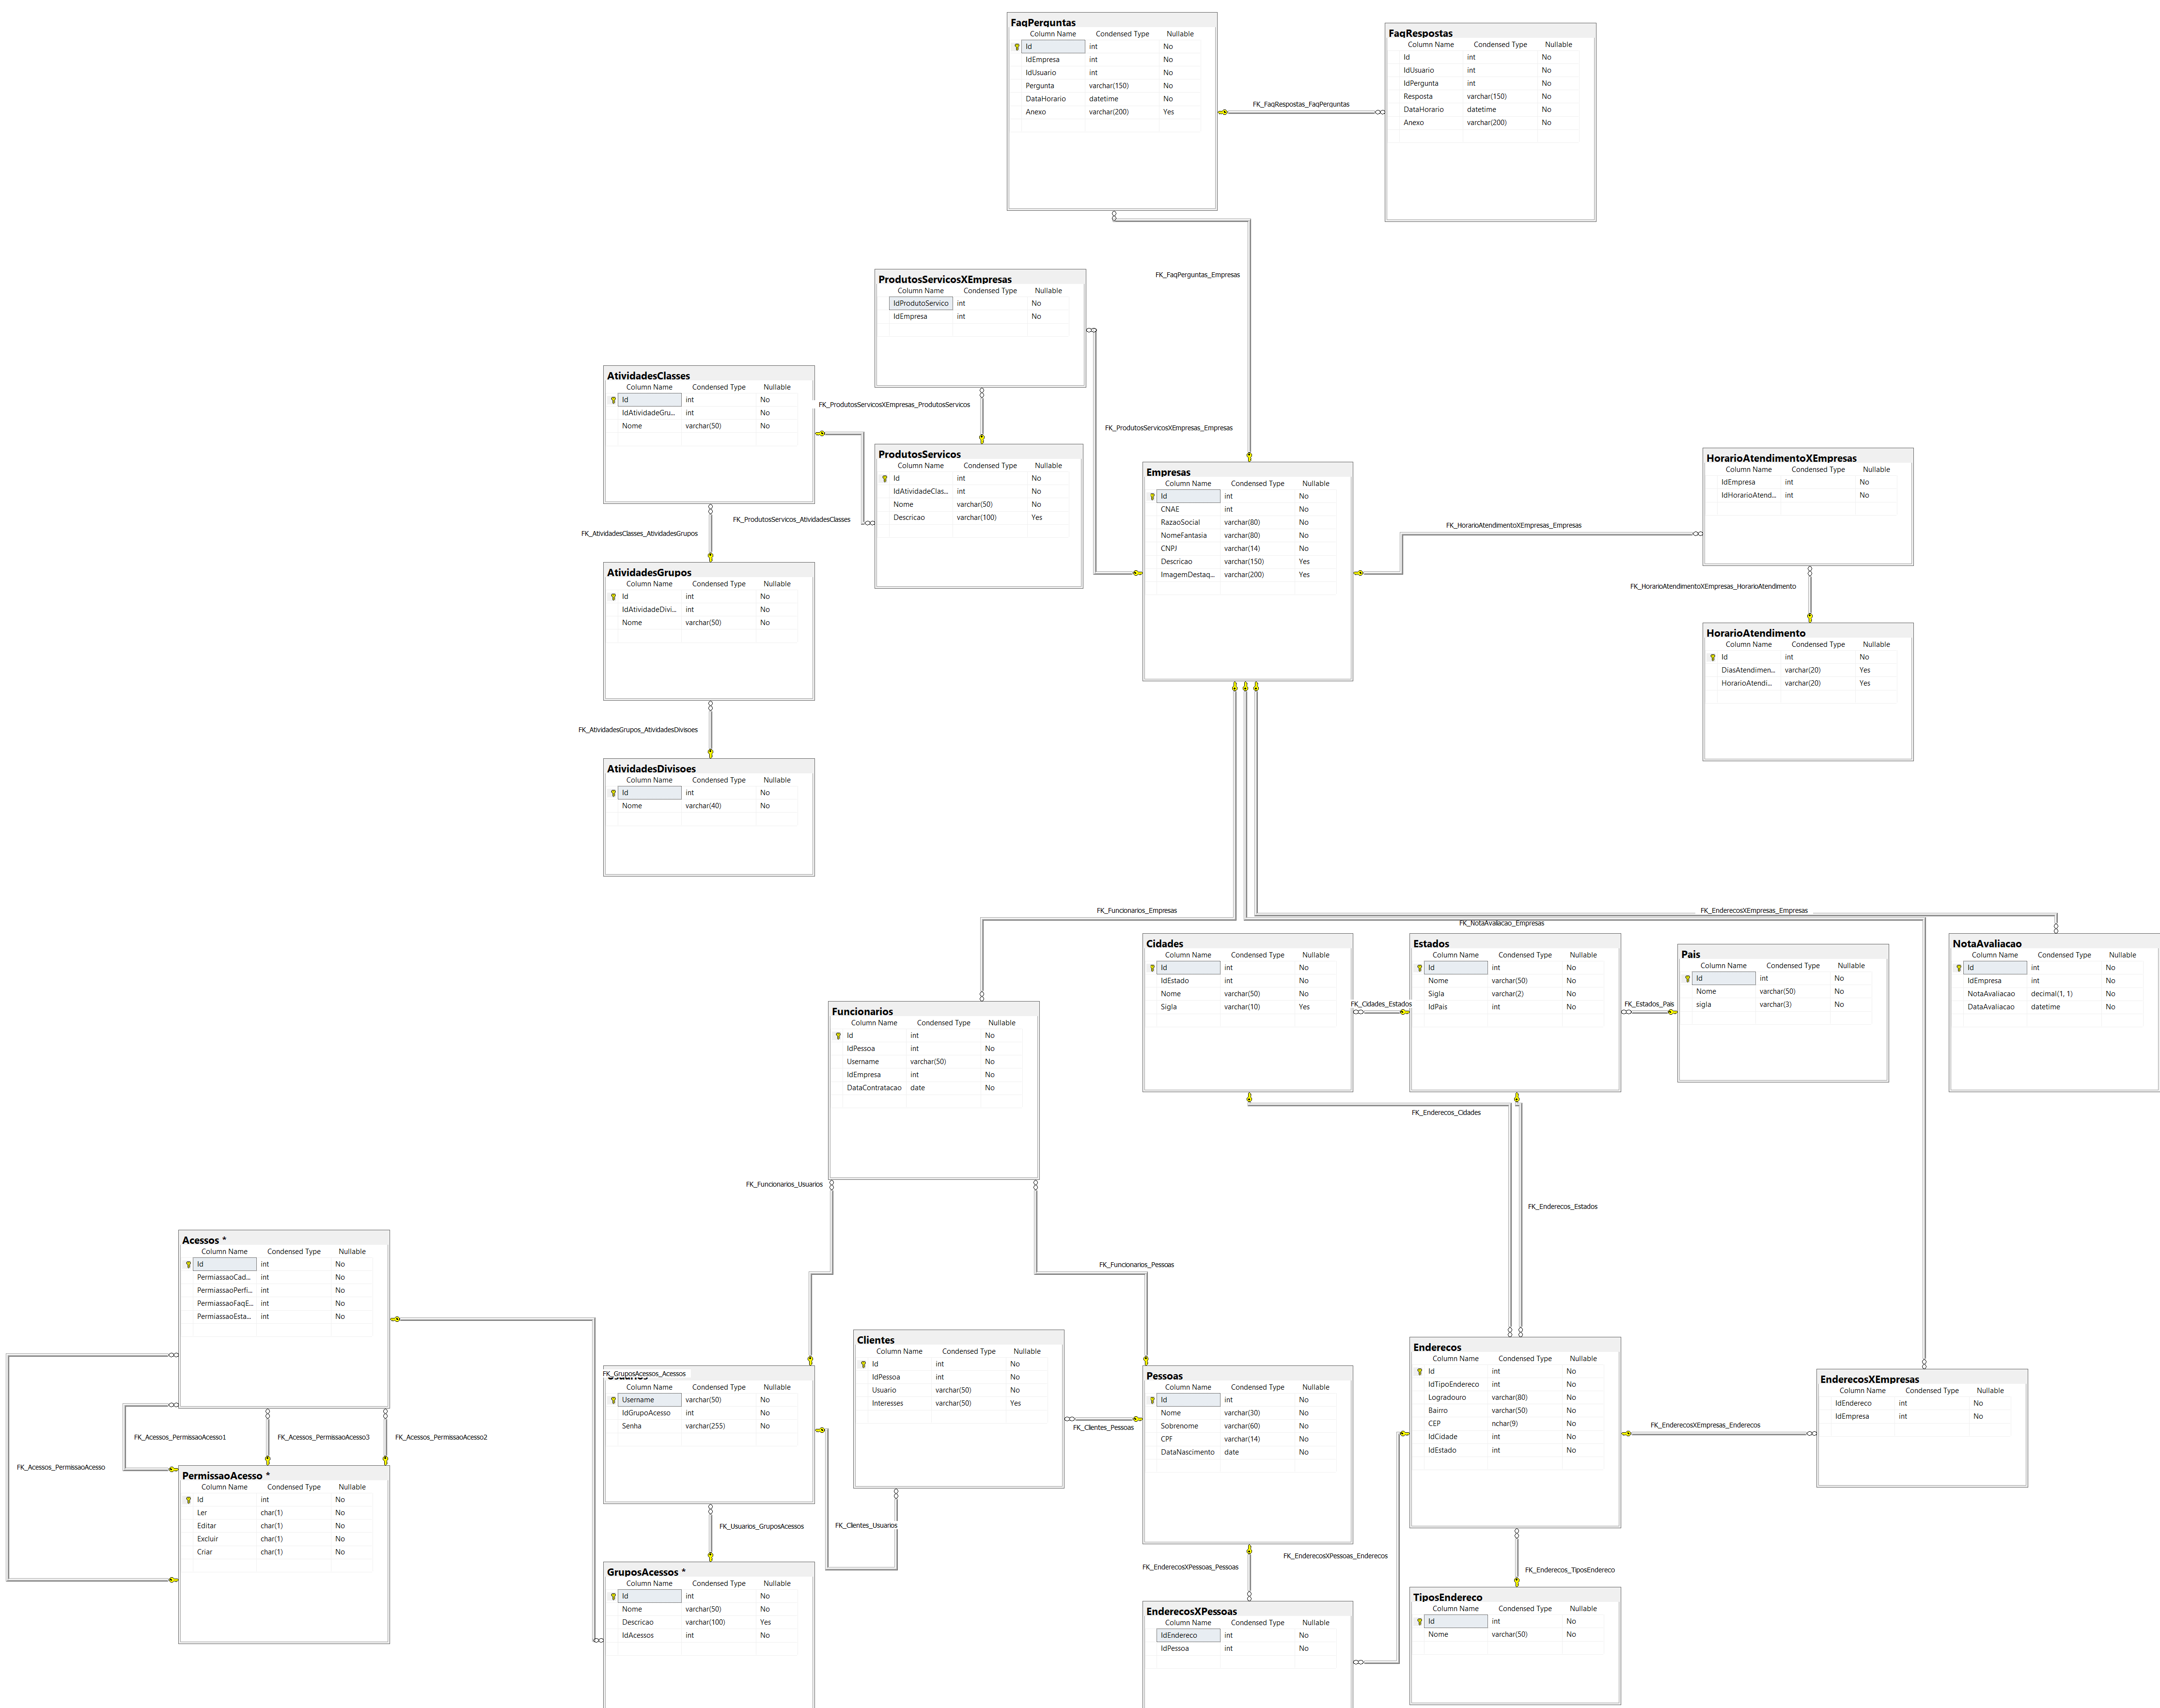 FaqPerguntas
Column Name Condensed Type Nullable
Id int No
IdEmpresa int No
IdUsuario int No
Pergunta varchar(150) No
DataHorario datetime No
Anexo varchar(200) Yes
FaqRespostas
Column Name Condensed Type Nullable
Id int No
IdUsuario int No
IdPergunta int No
Resposta varchar(150) No
DataHorario datetime No
Anexo varchar(200) No
FK_FaqRespostas_FaqPerguntas
FK_FaqPerguntas_Empresas
ProdutosServicosXEmpresas
Column Name Condensed Type Nullable
IdProdutoServico int No
IdEmpresa int No
AtividadesClasses
Column Name Condensed Type Nullable
Id int No
IdAtividadeGru... int No
Nome varchar(50) No
FK_ProdutosServicosXEmpresas_ProdutosServicos
FK_ProdutosServicosXEmpresas_Empresas
ProdutosServicos
Column Name Condensed Type Nullable
Id int No
IdAtividadeClas... int No
Nome varchar(50) No
Descricao varchar(100) Yes
FK_ProdutosServicos_AtividadesClasses
FK_AtividadesClasses_AtividadesGrupos
Empresas
Column Name Condensed Type Nullable
Id int No
CNAE int No
RazaoSocial varchar(80) No
NomeFantasia varchar(80) No
CNPJ varchar(14) No
Descricao varchar(150) Yes
ImagemDestaq... varchar(200) Yes
HorarioAtendimentoXEmpresas
Column Name Condensed Type Nullable
IdEmpresa int No
IdHorarioAtend... int No
FK_HorarioAtendimentoXEmpresas_Empresas
FK_HorarioAtendimentoXEmpresas_HorarioAtendimento
HorarioAtendimento
Column Name Condensed Type Nullable
Id int No
DiasAtendimen... varchar(20) Yes
HorarioAtendi... varchar(20) Yes
AtividadesGrupos
Column Name Condensed Type Nullable
Id int No
IdAtividadeDivi... int No
Nome varchar(50) No
FK_AtividadesGrupos_AtividadesDivisoes
AtividadesDivisoes
Column Name Condensed Type Nullable
Id int No
Nome varchar(40) No
FK_Funcionarios_Empresas
FK_EnderecosXEmpresas_Empresas
FK_NotaAvaliacao_Empresas
Cidades
Column Name Condensed Type Nullable
Id int No
IdEstado int No
Nome varchar(50) No
Sigla varchar(10) Yes
FK_Cidades_Estados
Estados
Column Name Condensed Type Nullable
Id int No
Nome varchar(50) No
Sigla varchar(2) No
IdPais int No
FK_Estados_Pais
Pais
Column Name Condensed Type Nullable
Id int No
Nome varchar(50) No
sigla varchar(3) No
NotaAvaliacao
Column Name Condensed Type Nullable
Id int No
IdEmpresa int No
NotaAvaliacao decimal(1, 1) No
DataAvaliacao datetime No
Funcionarios
Column Name Condensed Type Nullable
Id int No
IdPessoa int No
Username varchar(50) No
IdEmpresa int No
DataContratacao date No
FK_Enderecos_Cidades
FK_Funcionarios_Usuarios
FK_Enderecos_Estados
FK_Funcionarios_Pessoas
Acessos *
Column Name Condensed Type Nullable
Id int No
PermiassaoCad... int No
PermiassaoPerfi... int No
PermiassaoFaqE... int No
PermiassaoEsta... int No
FK_GruposAcessos_Acessos
Column Name Condensed Type Nullable
Username varchar(50) No
IdGrupoAcesso int No
Senha varchar(255) No
Clientes
Column Name Condensed Type Nullable
Id int No
IdPessoa int No
Usuario varchar(50) No
Interesses varchar(50) Yes
FK_Clientes_Pessoas
Pessoas
Column Name Condensed Type Nullable
Id int No
Nome varchar(30) No
Sobrenome varchar(60) No
CPF varchar(14) No
DataNascimento date No
Enderecos
Column Name Condensed Type Nullable
Id int No
IdTipoEndereco int No
Logradouro varchar(80) No
Bairro varchar(50) No
CEP nchar(9) No
IdCidade int No
IdEstado int No
FK_EnderecosXEmpresas_Enderecos
EnderecosXEmpresas
Column Name Condensed Type Nullable
IdEndereco int No
IdEmpresa int No
FK_Acessos_PermissaoAcesso1
FK_Acessos_PermissaoAcesso3
FK_Acessos_PermissaoAcesso2
FK_Acessos_PermissaoAcesso
PermissaoAcesso *
Column Name Condensed Type Nullable
Id int No
Ler char(1) No
Editar char(1) No
Excluir char(1) No
Criar char(1) No
FK_Usuarios_GruposAcessos
FK_Clientes_Usuarios
FK_EnderecosXPessoas_Pessoas
FK_EnderecosXPessoas_Enderecos
FK_Enderecos_TiposEndereco
GruposAcessos *
Column Name Condensed Type Nullable
Id int No
Nome varchar(50) No
Descricao varchar(100) Yes
IdAcessos int No
EnderecosXPessoas
Column Name Condensed Type Nullable
IdEndereco int No
IdPessoa int No
TiposEndereco
Column Name Condensed Type Nullable
Id int No
Nome varchar(50) No